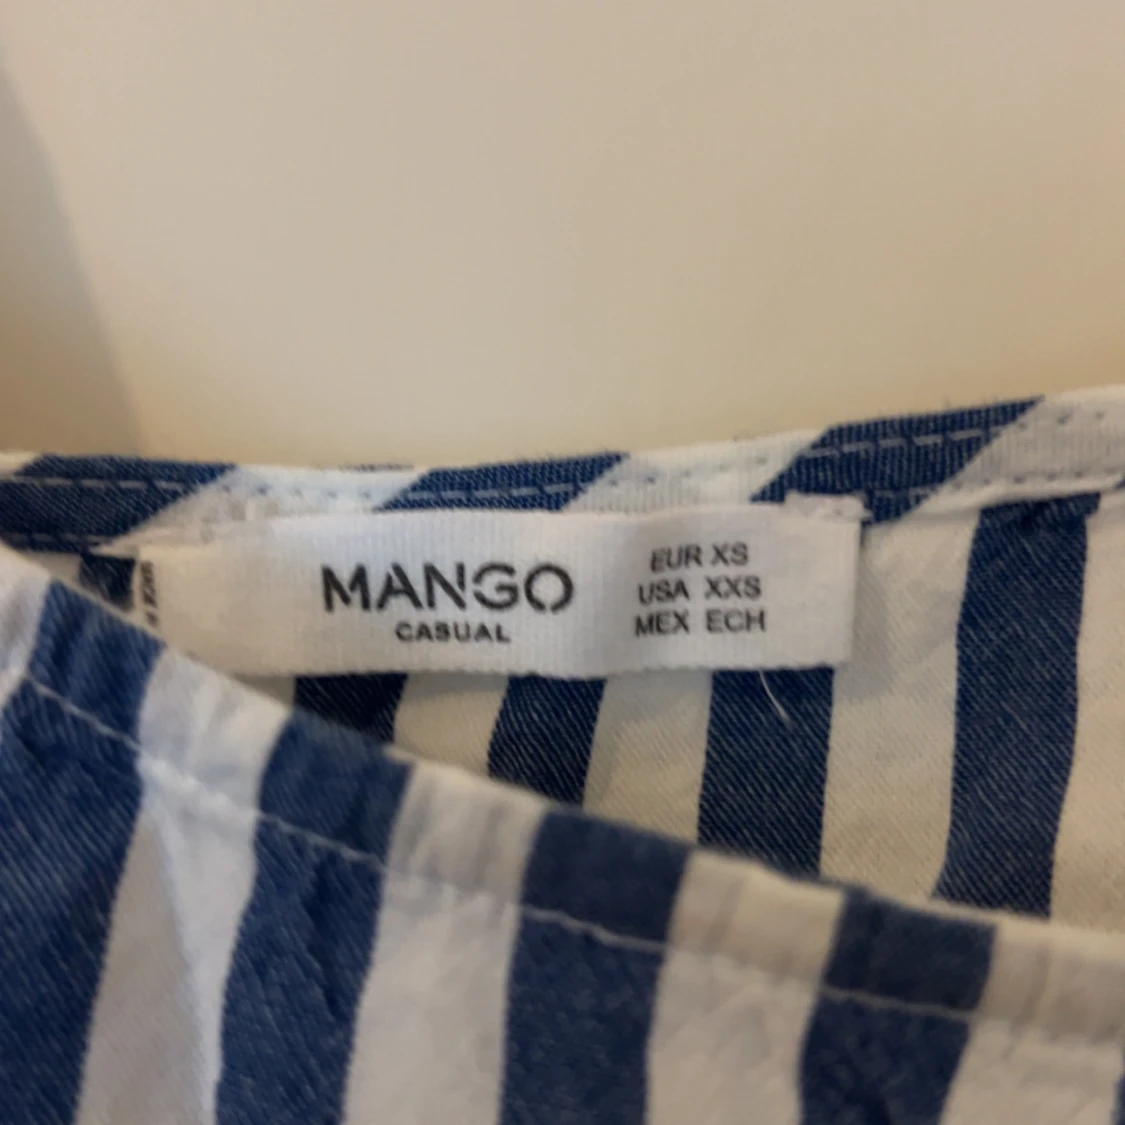 MANGO
CASUAL
EUR XS
USA XXS
MEX ECH